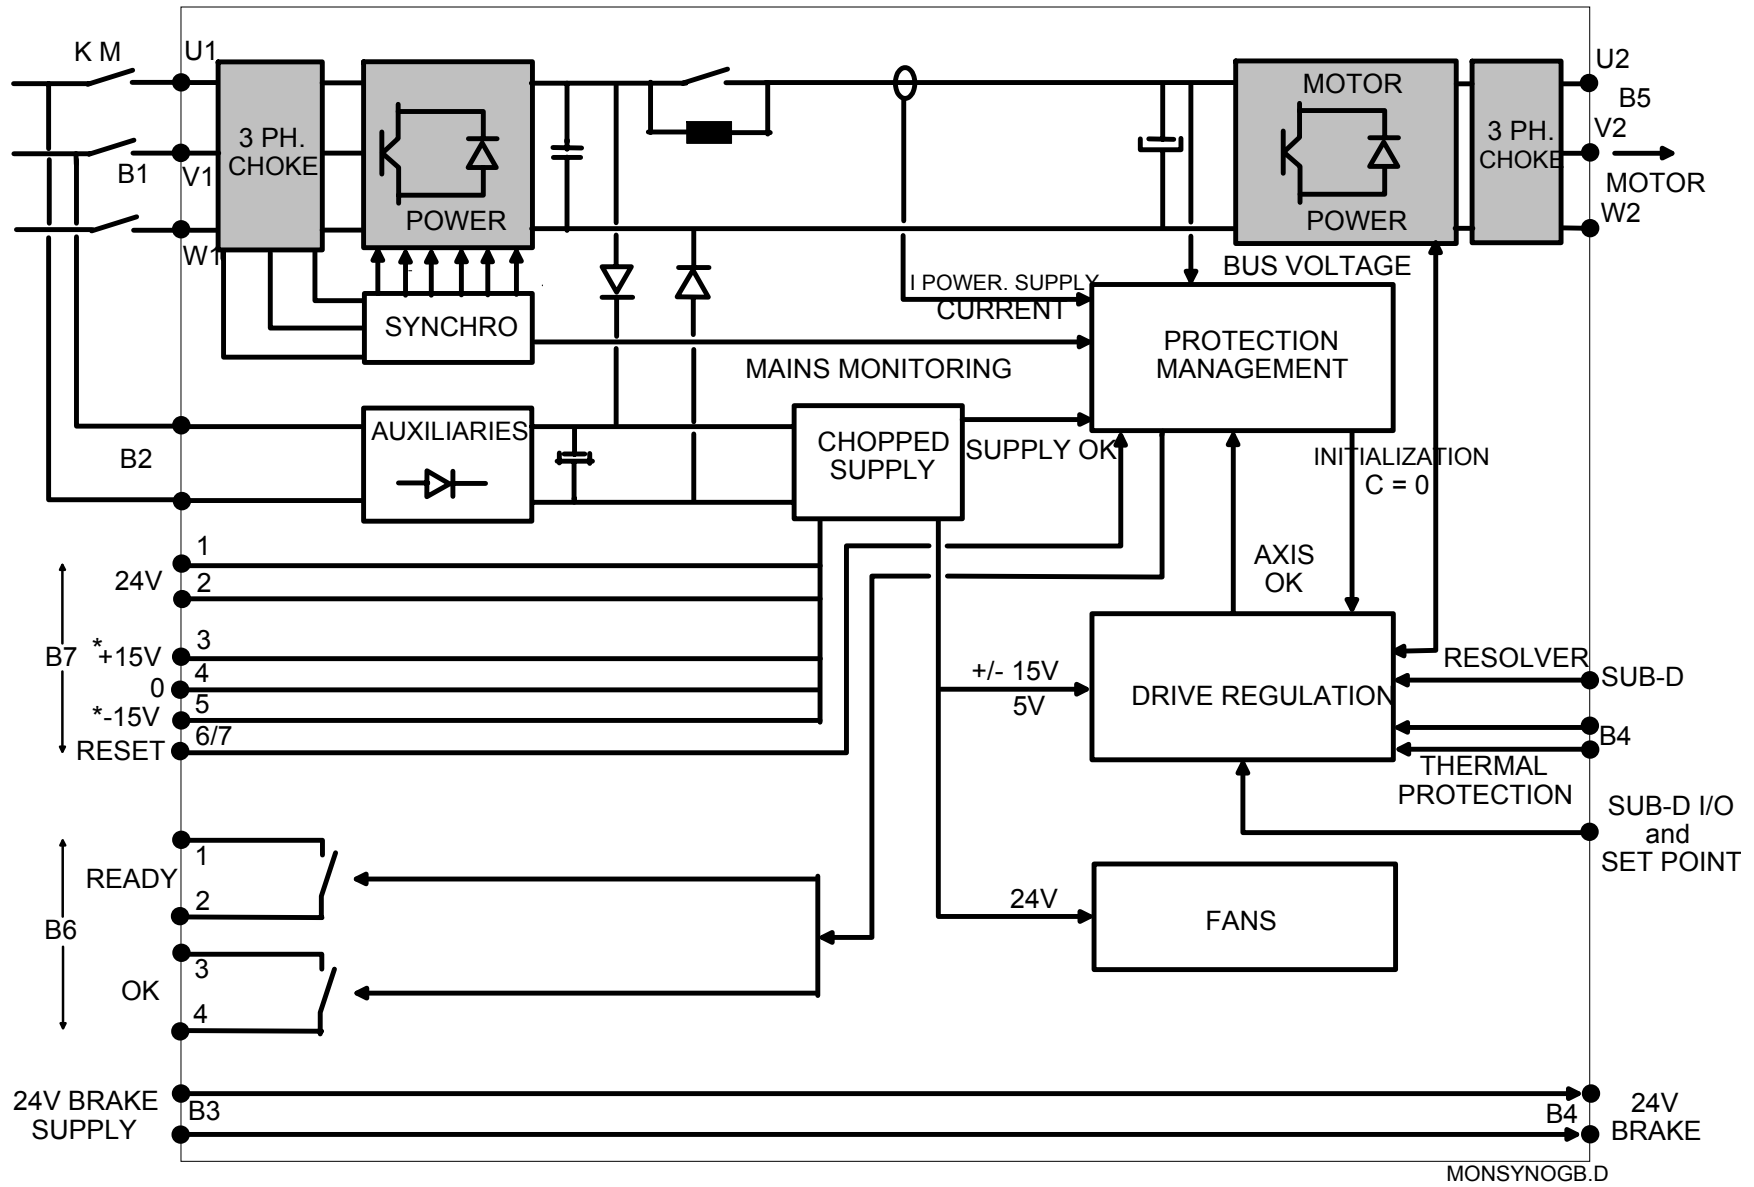 K M
U1
U2
B5
MOTOR
3 PH.
CHOKE
3 PH.
CHOKE
V2
B1
V1
MOTOR
POWER
POWER
W2
W1
BUS VOLTAGE
I POWER. SUPPLY
CURRENT
SYNCHRO
PROTECTION
MANAGEMENT
MAINS MONITORING
AUXILIARIES
B2
CHOPPED
SUPPLY
SUPPLY OK
INITIALIZATION
C = 0
1
24V
2
AXIS
OK
B7
*+15V
3
0
4
*-15V
5
RESET
6/7
+/- 15V
5V
DRIVE REGULATION
RESOLVER
SUB-D
B4
THERMAL
PROTECTION
SUB-D I/O
and
SET POINT
READY
1
2
B6
24V
FANS
OK
3
4
24V BRAKE
SUPPLY
B3
B4
24V
BRAKE
MONSYNOGB.D